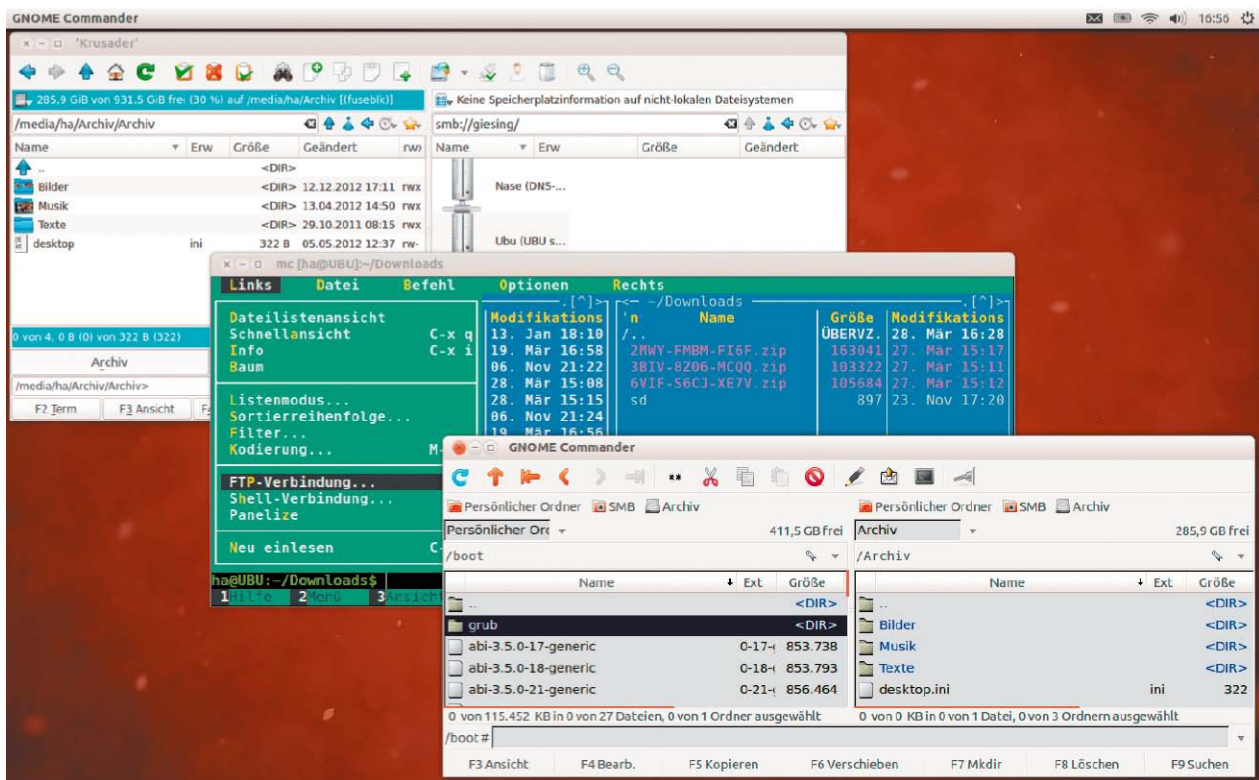 GNOME Commander
16:56
'Krusader'
285,9 GiB von 931,5 GiB frei (30 %) auf /media/ha/Archiv [(fuseblk)]
Keine Speicherplatzinformation auf nicht-lokalen Dateisystemen
/media/ha/Archiv/Archiv
smb://giesing/
Name Erw Größe Geändert rwx
Name Erw Größe Geändert
.. <DIR>
Bilder <DIR> 12.12.2012 17:11 rwx
Musik <DIR> 13.04.2012 14:50 rwx
Texte <DIR> 29.10.2011 08:15 rwx
desktop ini 322 B 05.05.2012 12:37 rw-
Nase (DNS-...
Ubu (UBU s...
0 von 4, 0 B (0) von 322 B (322)
Archiv
/media/ha/Archiv/Archiv>
F2 Term F3 Ansicht
mc [ha@UBU]:~/Downloads
Links Datei Befehl Optionen Rechts
Dateilistenansicht
Schnellansicht C-x q
Info C-x i
Baum
Listenmodus...
Sortierreihenfolge...
Filter...
Kodierung... M-
FTP-Verbindung...
Shell-Verbindung...
Panelize
Neu einlesen C-
.[^]>
Modifikations
13. Jan 18:10
19. Mär 16:58
06. Nov 21:22
28. Mär 15:08
28. Mär 15:15
06. Nov 21:24
19. Mär 16:56
<— ~/Downloads .[^]>
'n Name Größe Modifikations
/.. ÜBERVZ. 28. Mär 16:28
2MWY-FMBM-FI6F.zip 163041 27. Mär 15:17
3BIV-8Z06-MCQQ.zip 103322 27. Mär 15:11
6VIF-S6CJ-XE7V.zip 105684 27. Mär 15:12
sd 897 23. Nov 17:20
ha@UBU:~/Downloads$
1Hilfe 2Menü 3Ansicht
GNOME Commander
Persönlicher Ordner SMB Archiv
Persönlicher Ord 411,5 GB frei
/boot
Name Ext Größe
.. <DIR>
grub <DIR>
abi-3.5.0-17-generic 0-17-( 853.738
abi-3.5.0-18-generic 0-18-( 853.793
abi-3.5.0-21-generic 0-21-( 856.464
0 von 115.452 KB in 0 von 27 Dateien, 0 von 1 Ordner ausgewählt
Persönlicher Ordner SMB Archiv
Archiv 285,9 GB frei
/Archiv
Name Ext Größe
.. <DIR>
Bilder <DIR>
Musik <DIR>
Texte <DIR>
desktop.ini ini 322
0 von 0 KB in 0 von 1 Datei, 0 von 3 Ordnern ausgewählt
/boot#
F3 Ansicht F4 Bearb. F5 Kopieren F6 Verschieben F7 Mkdir F8 Löschen F9 Suchen